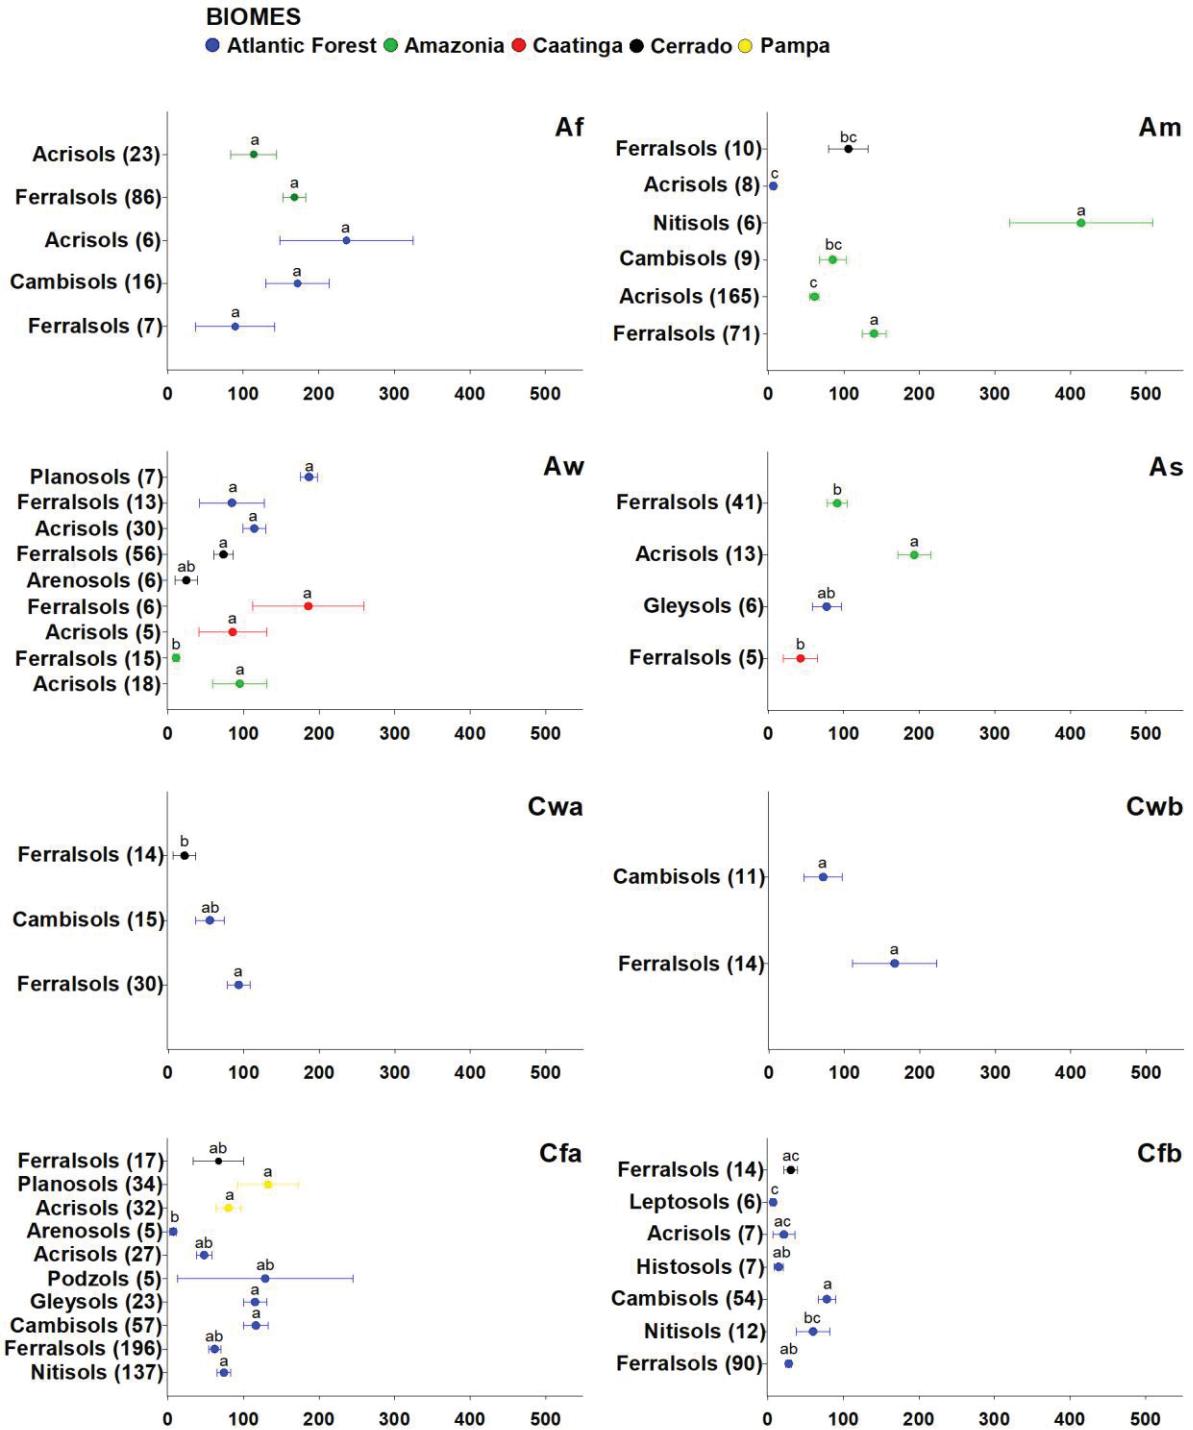 BIOMES
Atlantic Forest Amazonia Caatinga Cerrado Pampa
Af
Acrisols (23) a
Ferralsols (86) a
Acrisols (6) a
Cambisols (16) a
Ferralsols (7) a
0 100 200 300 400 500
Am
Ferralsols (10) bc
Acrisols (8) c
Nitisols (6) a
Cambisols (9) bc
Acrisols (165) c
Ferralsols (71) a
0 100 200 300 400 500
Aw
Planosols (7) a
Ferralsols (13) a
Acrisols (30) a
Ferralsols (56) a
Arenosols (6) ab
Ferralsols (6) a
Acrisols (5) a
Ferralsols (15) b
Acrisols (18) a
0 100 200 300 400 500
As
Ferralsols (41) b
Acrisols (13) a
Gleysols (6) ab
Ferralsols (5) b
0 100 200 300 400 500
Cwa
Ferralsols (14) b
Cambisols (15) ab
Ferralsols (30) a
0 100 200 300 400 500
Cwb
Cambisols (11) a
Ferralsols (14) a
0 100 200 300 400 500
Cfa
Ferralsols (17) ab
Planosols (34) a
Acrisols (32) a
Arenosols (5) b
Acrisols (27) ab
Podzols (5) ab
Gleysols (23) a
Cambisols (57) a
Ferralsols (196) ab
Nitisols (137) a
0 100 200 300 400 500
Cfb
Ferralsols (14) ac
Leptosols (6) c
Acrisols (7) ac
Histosols (7) ab
Cambisols (54) a
Nitisols (12) bc
Ferralsols (90) ab
0 100 200 300 400 500